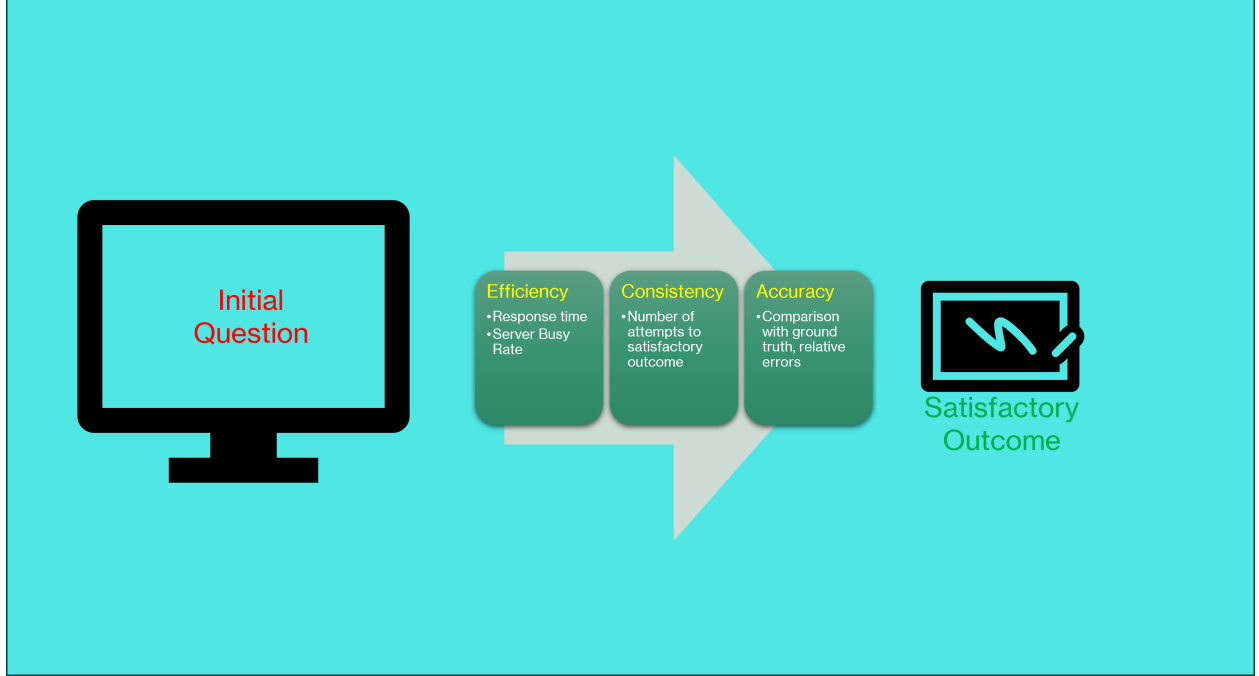 Initial
Question
Efficiency
•Response time
•Server Busy
Rate
Consistency
•Number of
attempts to
satisfactory
outcome
Accuracy
•Comparison
with ground
truth, relative
errors
Satisfactory
Outcome